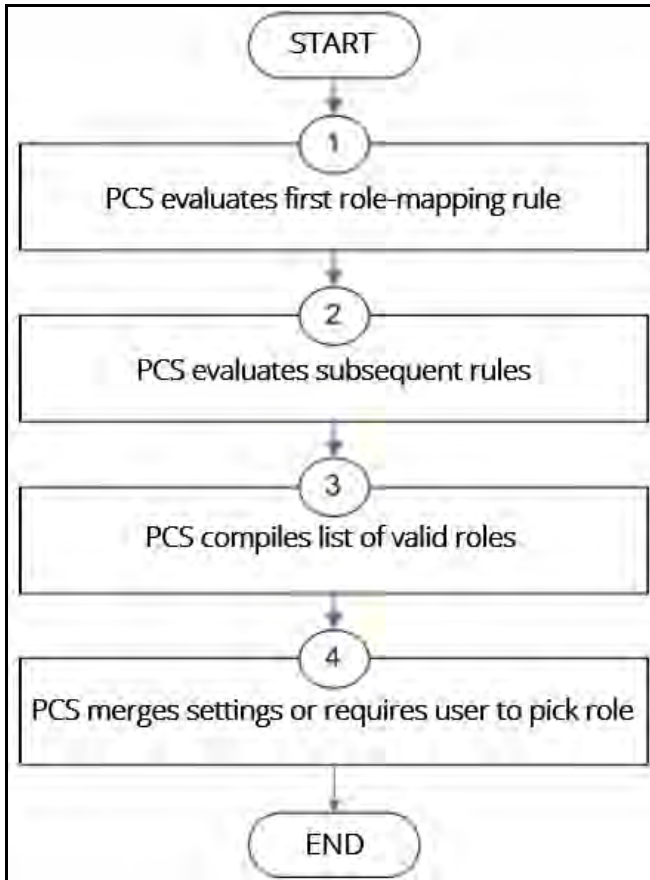 START
1
PCS evaluates first role-mapping rule
2
PCS evaluates subsequent rules
3
PCS compiles list of valid roles
4
PCS merges settings or requires user to pick role
END